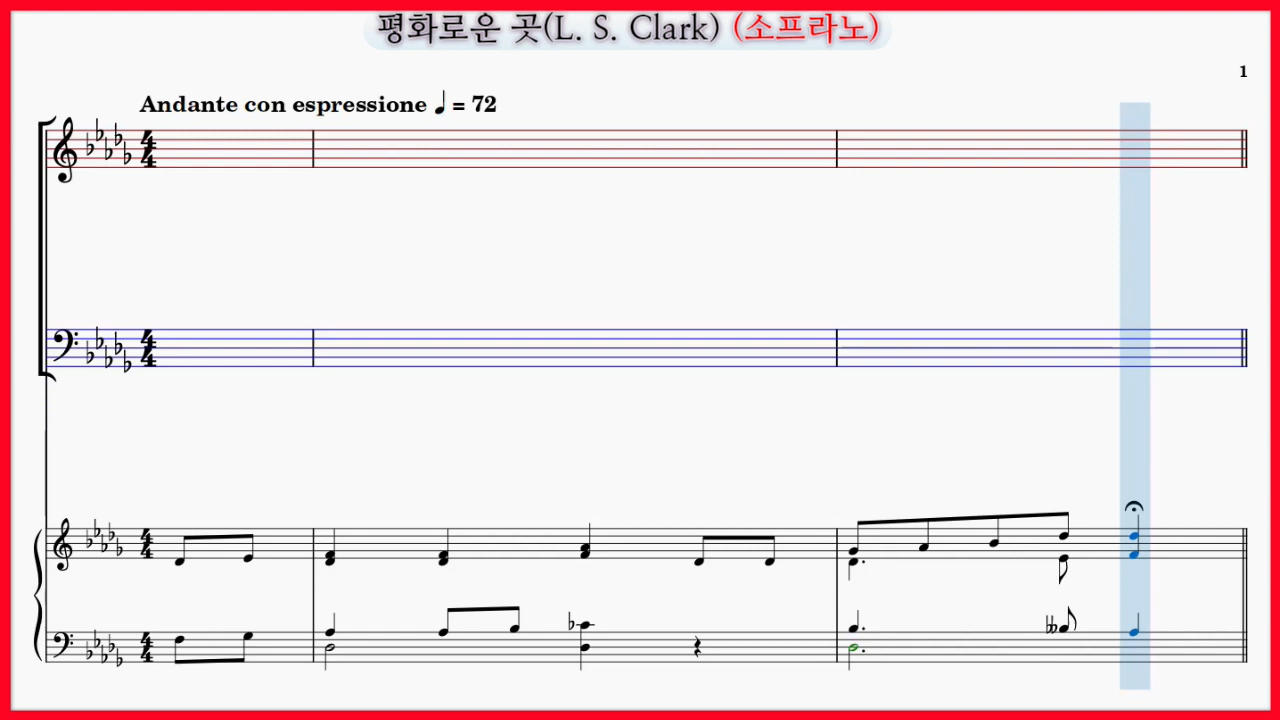 평화로운 곳(L. S. Clark) (소프라노)
1
Andante con espressione ♩ = 72